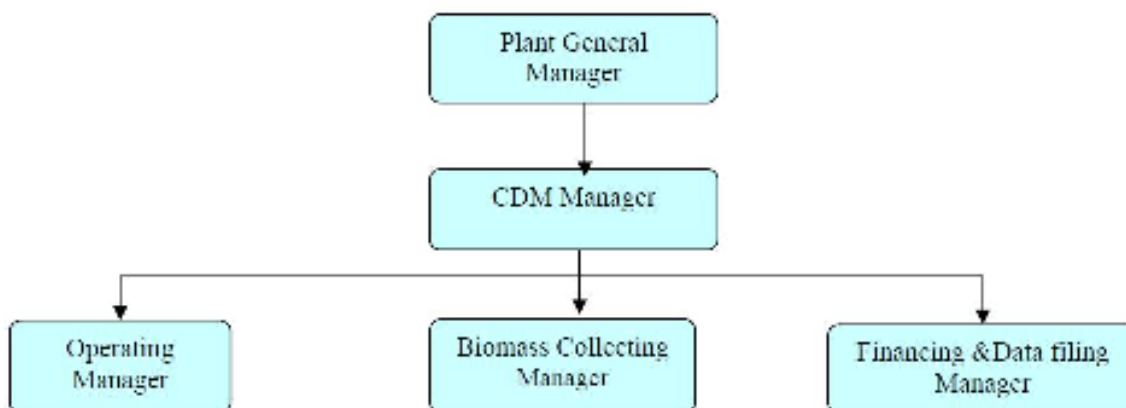 Plant General
Manager
CDM Manager
Operating
Manager
Biomass Collecting
Manager
Financing &Data filing
Manager